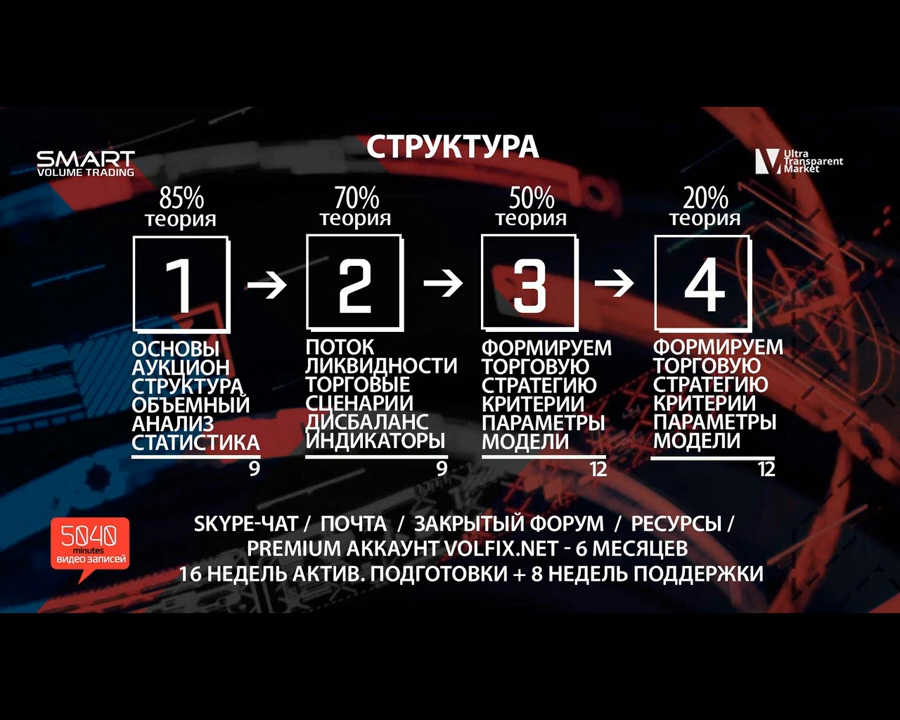 СТРУКТУРА
SMART
VOLUME TRADING
Ultra
Transparent
Market
85%
теория
1
ОСНОВЫ
АУКЦИОН
СТРУКТУРА
ОБЪЕМНЫЙ
АНАЛИЗ
СТАТИСТИКА
9
70%
теория
2
ПОТОК
ЛИКВИДНОСТИ
ТОРГОВЫЕ
СЦЕНАРИИ
ДИСБАЛАНС
ИНДИКАТОРЫ
9
50%
теория
3
ФОРМИРУЕМ
ТОРГОВУЮ
СТРАТЕГИЮ
КРИТЕРИИ
ПАРАМЕТРЫ
МОДЕЛИ
12
20%
теория
4
ФОРМИРУЕМ
ТОРГОВУЮ
СТРАТЕГИЮ
КРИТЕРИИ
ПАРАМЕТРЫ
МОДЕЛИ
12
5040
minutes
видео записей
SKYPE-ЧАТ / ПОЧТА / ЗАКРЫТЫЙ ФОРУМ / РЕСУРСЫ /
PREMIUM АККАУНТ VOLFIX.NET - 6 МЕСЯЦЕВ
16 НЕДЕЛЬ АКТИВ. ПОДГОТОВКИ + 8 НЕДЕЛЬ ПОДДЕРЖКИ